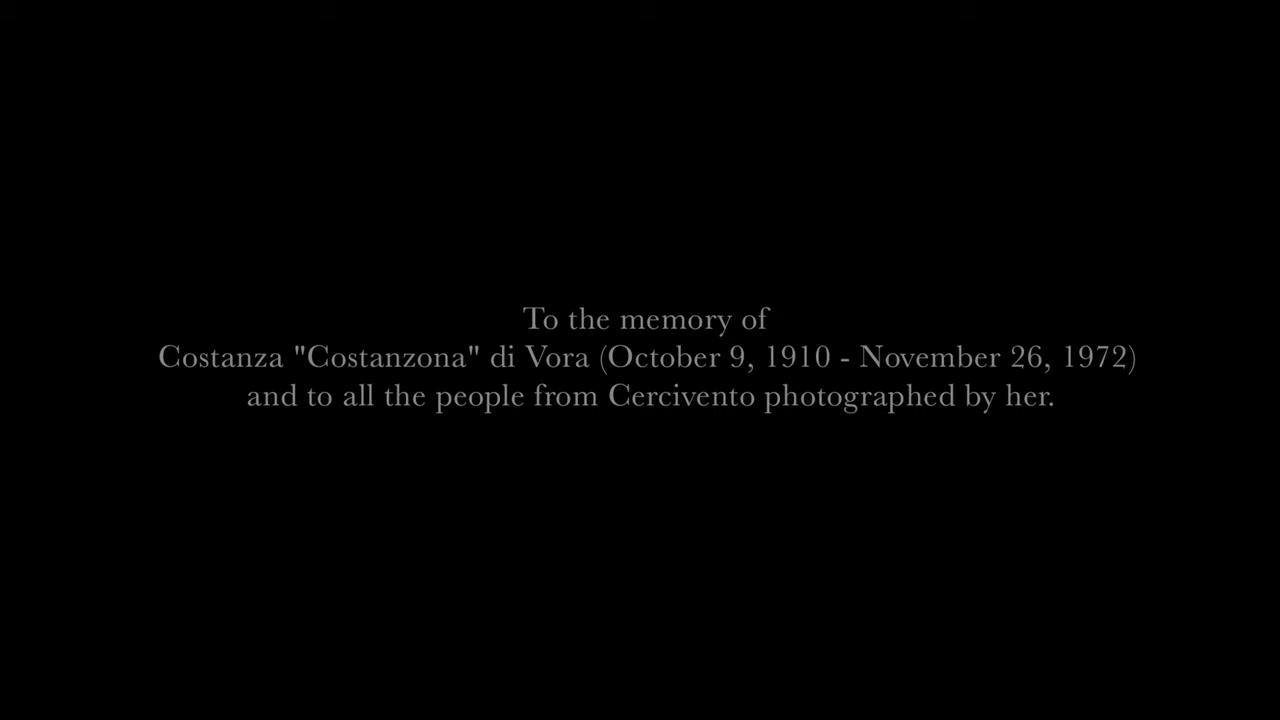 To the memory of
Costanza "Costanzona" di Vora (October 9, 1910 - November 26, 1972)
and to all the people from Cercivento photographed by her.